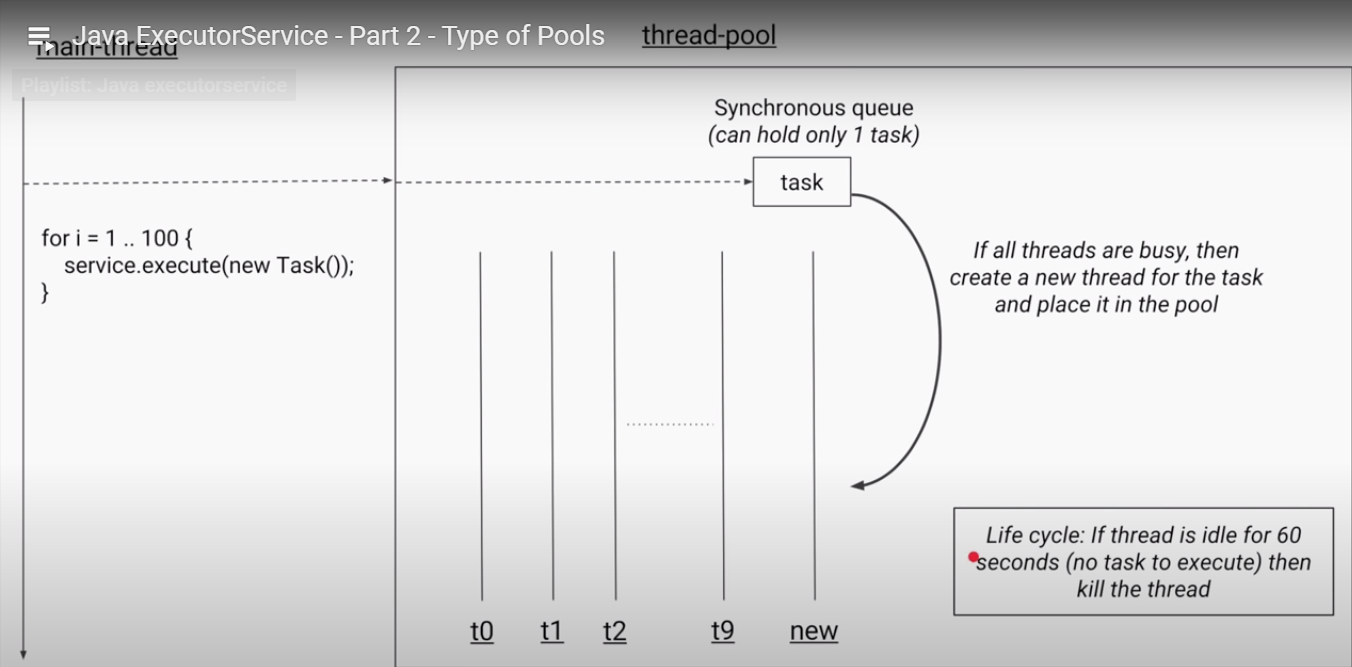 Java ExecutorService - Part 2 - Type of Pools
main-thread
thread-pool
Playlist: Java executorservice
Synchronous queue
(can hold only 1 task)
task
for i = 1 .. 100 {
service.execute(new Task());
}
If all threads are busy, then
create a new thread for the task
and place it in the pool
Life cycle: If thread is idle for 60
seconds (no task to execute) then
kill the thread
t0
t1
t2
t9
new